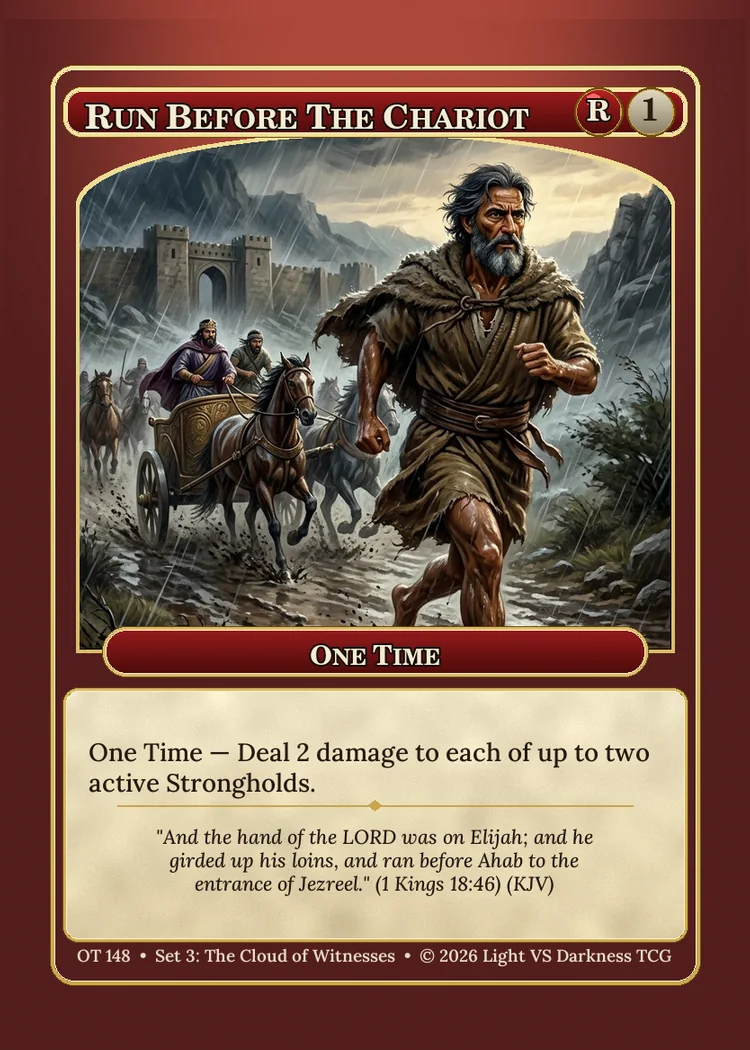 Run Before The Chariot R 1
One Time
One Time — Deal 2 damage to each of up to two
active Strongholds.
"And the hand of the LORD was on Elijah; and he
girded up his loins, and ran before Ahab to the
entrance of Jezreel." (1 Kings 18:46) (KJV)
OT 148 • Set 3: The Cloud of Witnesses • © 2026 Light VS Darkness TCG